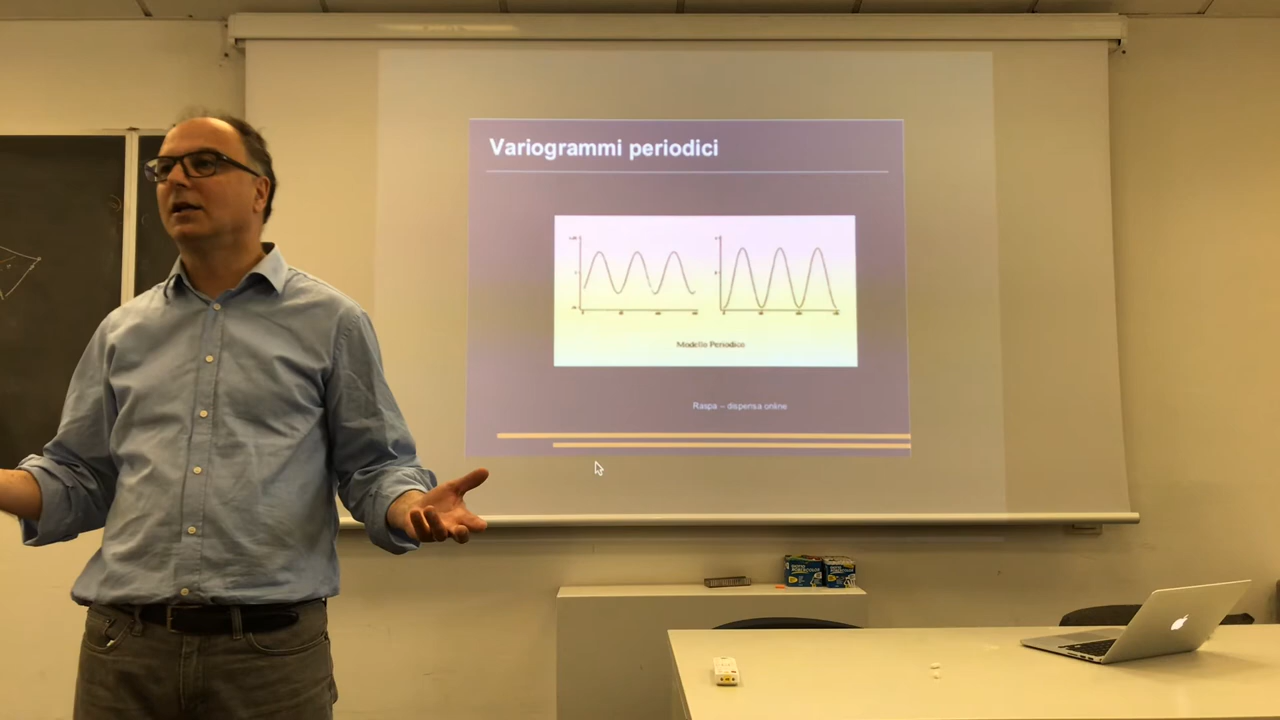 Variogrammi periodici
Modello Periodico
Raspa – dispensa online